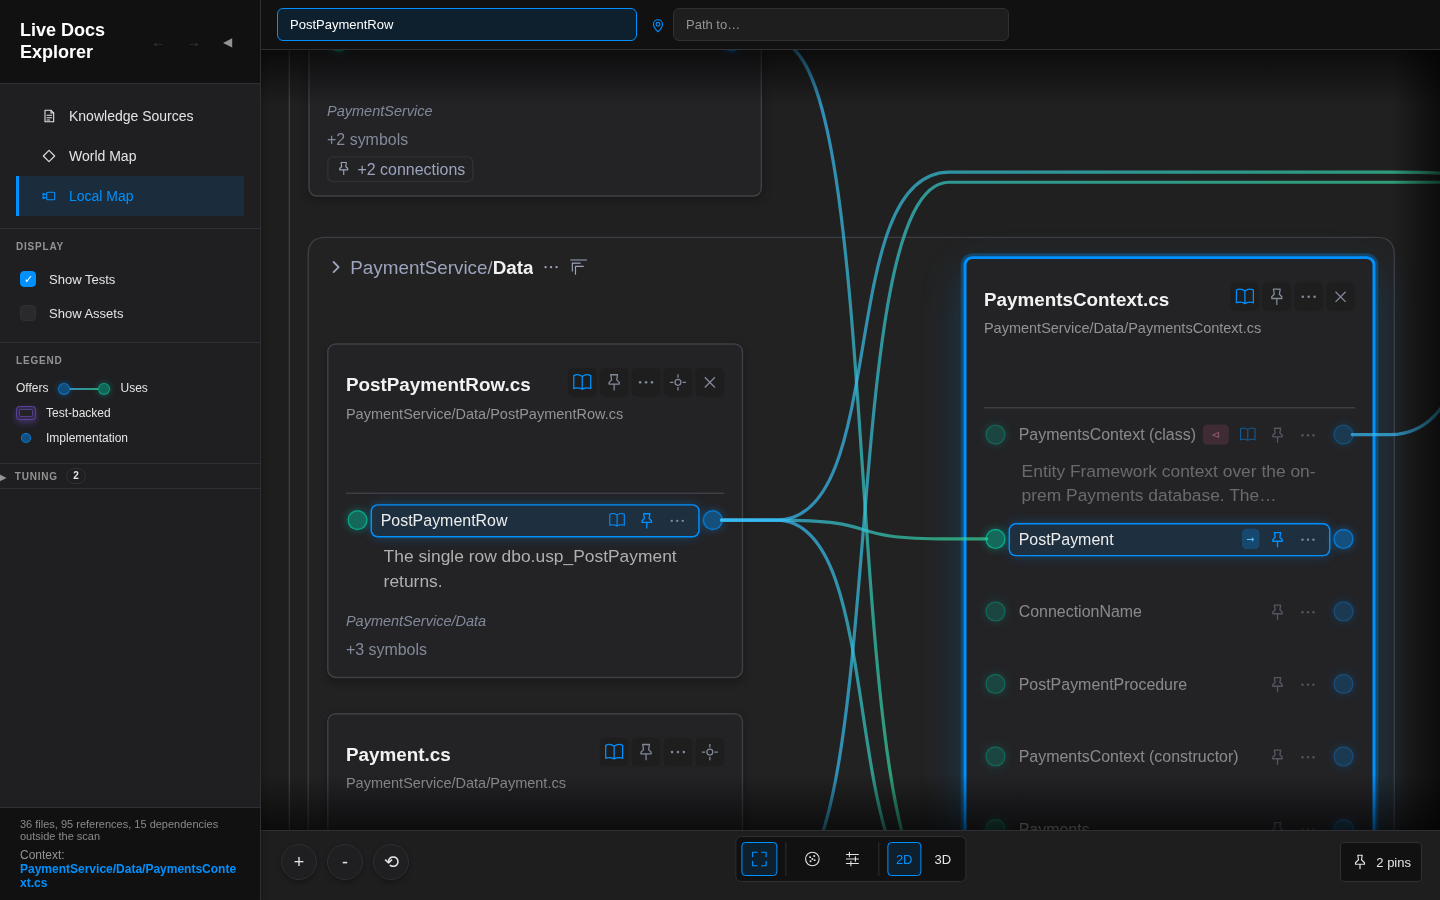 Live Docs
Explorer
PostPaymentRow
Path to…
Knowledge Sources
World Map
Local Map
DISPLAY
Show Tests
Show Assets
LEGEND
Offers
Uses
Test-backed
Implementation
TUNING 2
36 files, 95 references, 15 dependencies
outside the scan
Context:
PaymentService/Data/PaymentsConte
xt.cs
PaymentService
+2 symbols
+2 connections
PaymentService/Data
PostPaymentRow.cs
PaymentService/Data/PostPaymentRow.cs
PostPaymentRow
The single row dbo.usp_PostPayment
returns.
PaymentService/Data
+3 symbols
Payment.cs
PaymentService/Data/Payment.cs
PaymentsContext.cs
PaymentService/Data/PaymentsContext.cs
PaymentsContext (class)
Entity Framework context over the on-
prem Payments database. The…
PostPayment
ConnectionName
PostPaymentProcedure
PaymentsContext (constructor)
Payments
+
-
2D
3D
2 pins